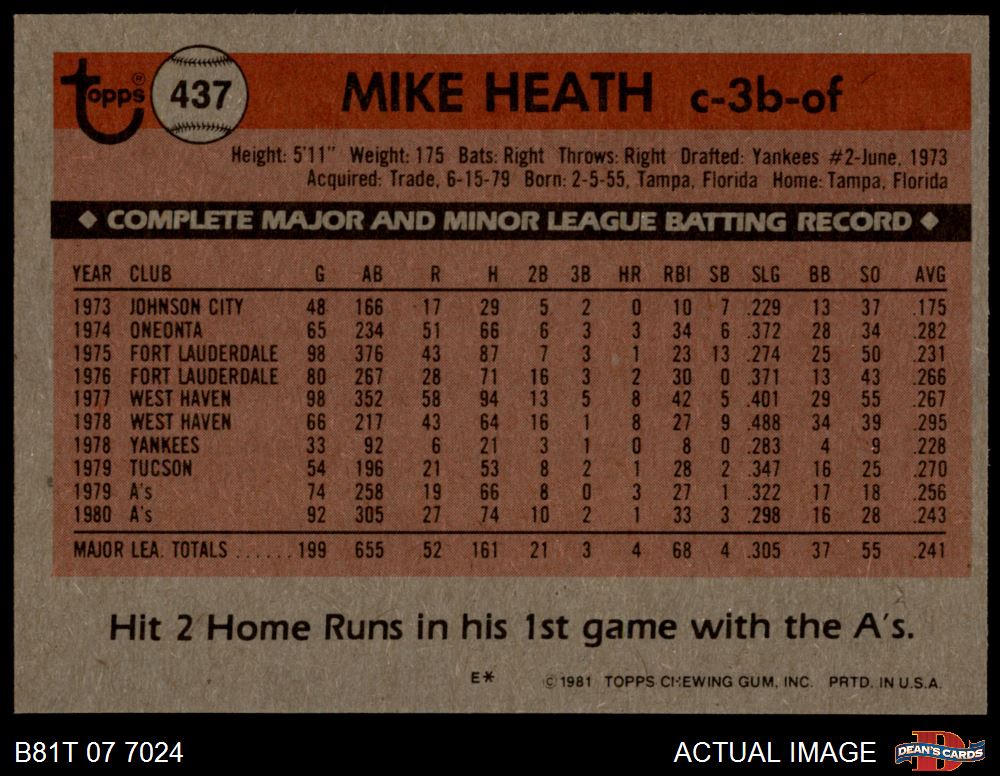 Topps® 437 MIKE HEATH c-3b-of
Height: 5'11" Weight: 175 Bats: Right Throws: Right Drafted: Yankees #2-June, 1973
Acquired: Trade, 6-15-79 Born: 2-5-55, Tampa, Florida Home: Tampa, Florida
◆ COMPLETE MAJOR AND MINOR LEAGUE BATTING RECORD ◆
YEAR CLUB G AB R H 2B 3B HR RBI SB SLG BB SO AVG
1973 JOHNSON CITY 48 166 17 29 5 2 0 10 7 .229 13 37 .175
1974 ONEONTA 65 234 51 66 6 3 3 34 6 .372 28 34 .282
1975 FORT LAUDERDALE 98 376 43 87 7 3 1 23 13 .274 25 50 .231
1976 FORT LAUDERDALE 80 267 28 71 16 3 2 30 0 .371 13 43 .266
1977 WEST HAVEN 98 352 58 94 13 5 8 42 5 .401 29 55 .267
1978 WEST HAVEN 66 217 43 64 16 1 8 27 9 .488 34 39 .295
1978 YANKEES 33 92 6 21 3 1 0 8 0 .283 4 9 .228
1979 TUCSON 54 196 21 53 8 2 1 28 2 .347 16 25 .270
1979 A's 74 258 19 66 8 0 3 27 1 .322 17 18 .256
1980 A's 92 305 27 74 10 2 1 33 3 .298 16 28 .243
MAJOR LEA. TOTALS ...... 199 655 52 161 21 3 4 68 4 .305 37 55 .241
Hit 2 Home Runs in his 1st game with the A's.
E* © 1981 TOPPS CHEWING GUM, INC. PRTD. IN U.S.A.
B81T 07 7024 ACTUAL IMAGE DEAN'S CARDS